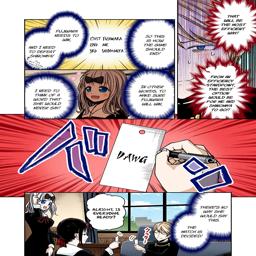 FUJIWARA
NEEDS TO
WIN.
AND I
NEED TO
DEFEAT
SHIROGANE.
SO THIS
IS HOW
THE GAME
SHOULD
END!
THAT
WILL BE
THE MOST
EFFICIENT
WAY!
FROM AN
EFFICIENCY
STANDPOINT,
THE BEST
OPTION
WOULD BE
FOR ME AND
SHIROGANE
TO GO!
I NEED TO
THINK OF A
WORD THAT
SHE WOULD
NEVER SAY!
IN OTHER
WORDS, TO
MAKE SURE
FUJIWARA WILL
WIN.
DAWG
ALRIGHT, IS
EVERYONE
READY?
THERE'S
NO WAY
SHE WOULD
SAY THIS.
THE MATCH
IS DECIDED!